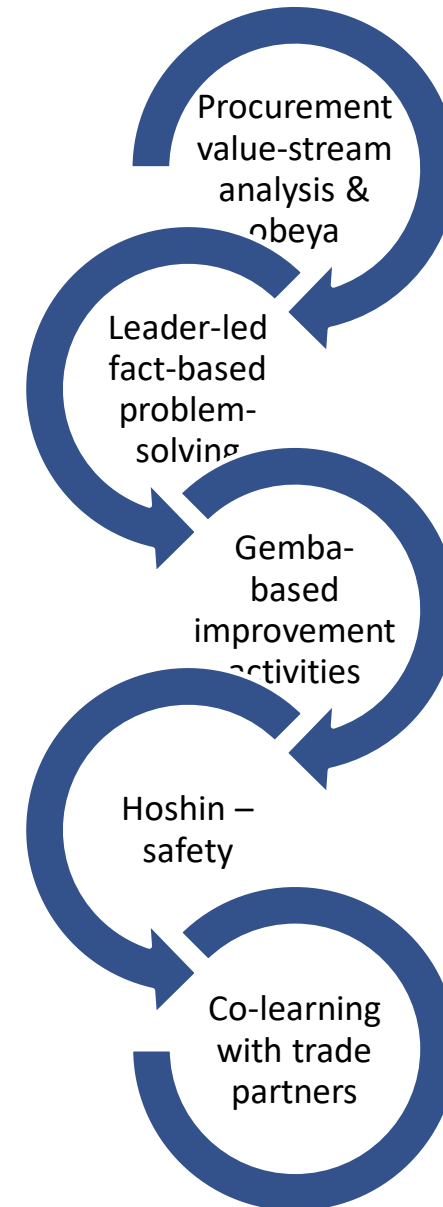 Procurement
value-stream
analysis &
obeya
Leader-led
fact-based
problem-
solving
Gemba-
based
improvement
activities
Hoshin –
safety
Co-learning
with trade
partners